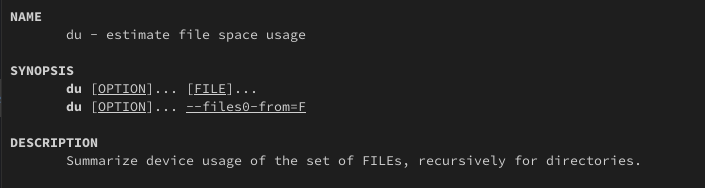 NAME
du - estimate file space usage
SYNOPSIS
du [OPTION]... [FILE]...
du [OPTION]... --files0-from=F
DESCRIPTION
Summarize device usage of the set of FILEs, recursively for directories.